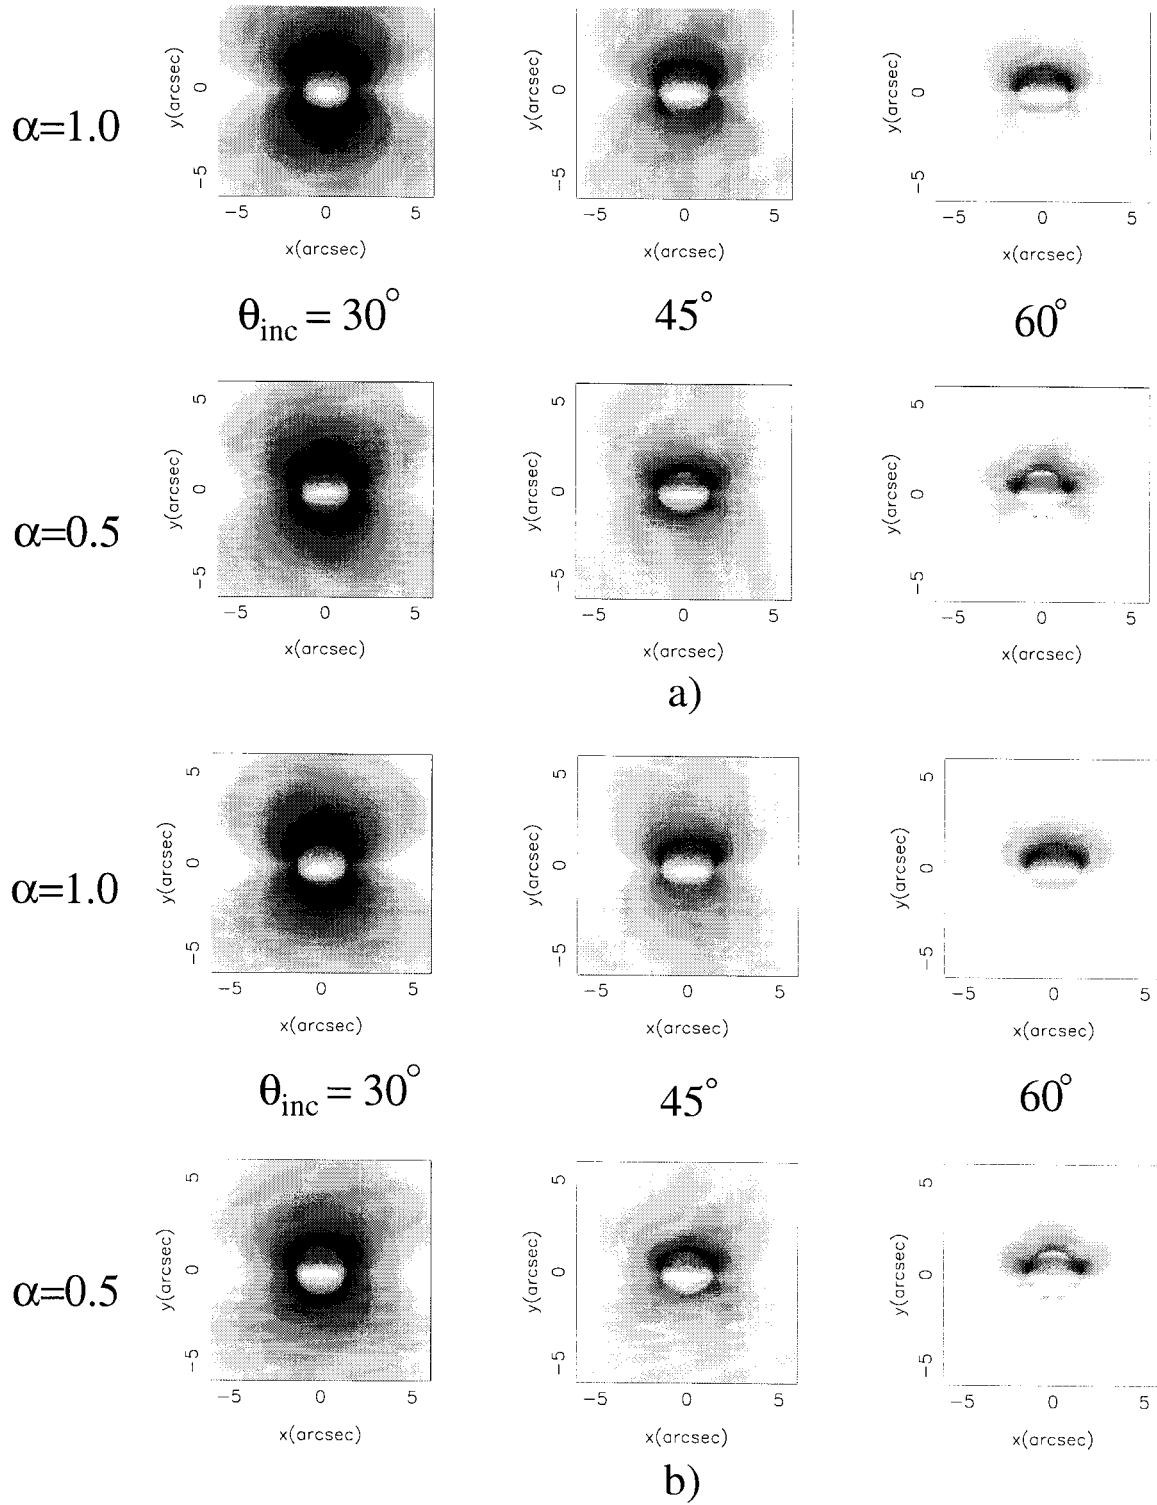 y(arcsec) 0 -5 y(arcsec) 0 -5 y(arcsec) 0 -5
α=1.0
-5 0 5 -5 0 5 -5 0 5
x(arcsec) x(arcsec) x(arcsec)
θinc = 30° 45° 60°
y(arcsec) 5 0 -5 y(arcsec) 5 0 -5 y(arcsec) 5 0 -5
α=0.5
-5 0 5 -5 0 5 -5 0 5
x(arcsec) x(arcsec) x(arcsec)
a)
y(arcsec) 5 0 -5 y(arcsec) 5 0 -5 y(arcsec) 5 0 -5
α=1.0
-5 0 5 -5 0 5 -5 0 5
x(arcsec) x(arcsec) x(arcsec)
θinc = 30° 45° 60°
y(arcsec) 5 0 -5 y(arcsec) 5 0 -5 y(arcsec) 5 0 -5
α=0.5
-5 0 5 -5 0 5 -5 0 5
x(arcsec) x(arcsec) x(arcsec)
b)